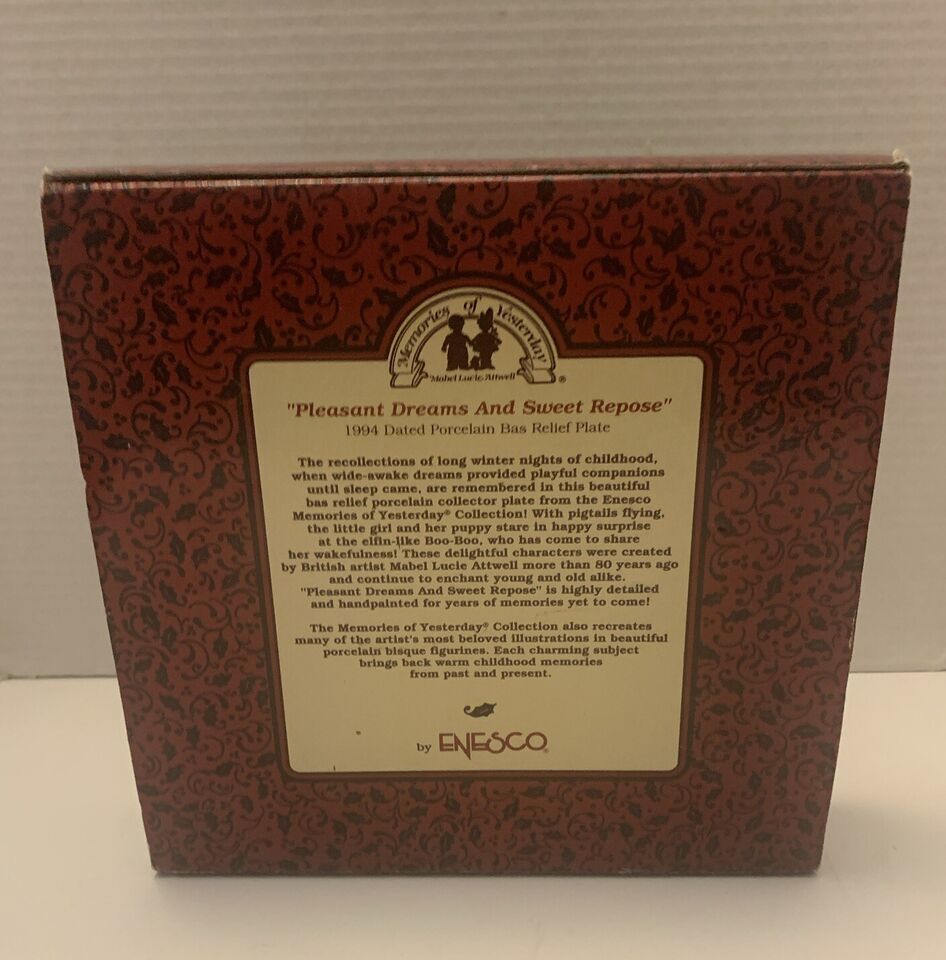 Memories of Yesterday
Mabel Lucie Attwell ®
"Pleasant Dreams And Sweet Repose"
1994 Dated Porcelain Bas Relief Plate
The recollections of long winter nights of childhood,
when wide-awake dreams provided playful companions
until sleep came, are remembered in this beautiful
bas relief porcelain collector plate from the Enesco
Memories of Yesterday® Collection! With pigtails flying,
the little girl and her puppy stare in happy surprise
at the elfin-like Boo-Boo, who has come to share
her wakefulness! These delightful characters were created
by British artist Mabel Lucie Attwell more than 80 years ago
and continue to enchant young and old alike.
"Pleasant Dreams And Sweet Repose" is highly detailed
and handpainted for years of memories yet to come!
The Memories of Yesterday® Collection also recreates
many of the artist's most beloved illustrations in beautiful
porcelain bisque figurines. Each charming subject
brings back warm childhood memories
from past and present.
by ENESCO®